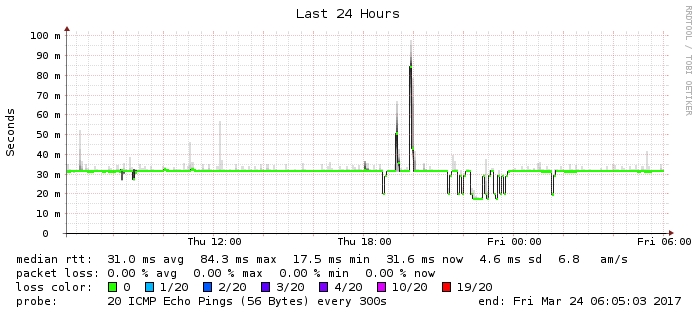 Last 24 Hours
RRDTOOL / TOBI OETIKER
Seconds
100 m
90 m
80 m
70 m
60 m
50 m
40 m
30 m
20 m
10 m
0
Thu 12:00 Thu 18:00 Fri 00:00 Fri 06:00
median rtt: 31.0 ms avg 84.3 ms max 17.5 ms min 31.6 ms now 4.6 ms sd 6.8 am/s
packet loss: 0.00 % avg 0.00 % max 0.00 % min 0.00 % now
loss color: 0 1/20 2/20 3/20 4/20 10/20 19/20
probe: 20 ICMP Echo Pings (56 Bytes) every 300s end: Fri Mar 24 06:05:03 2017